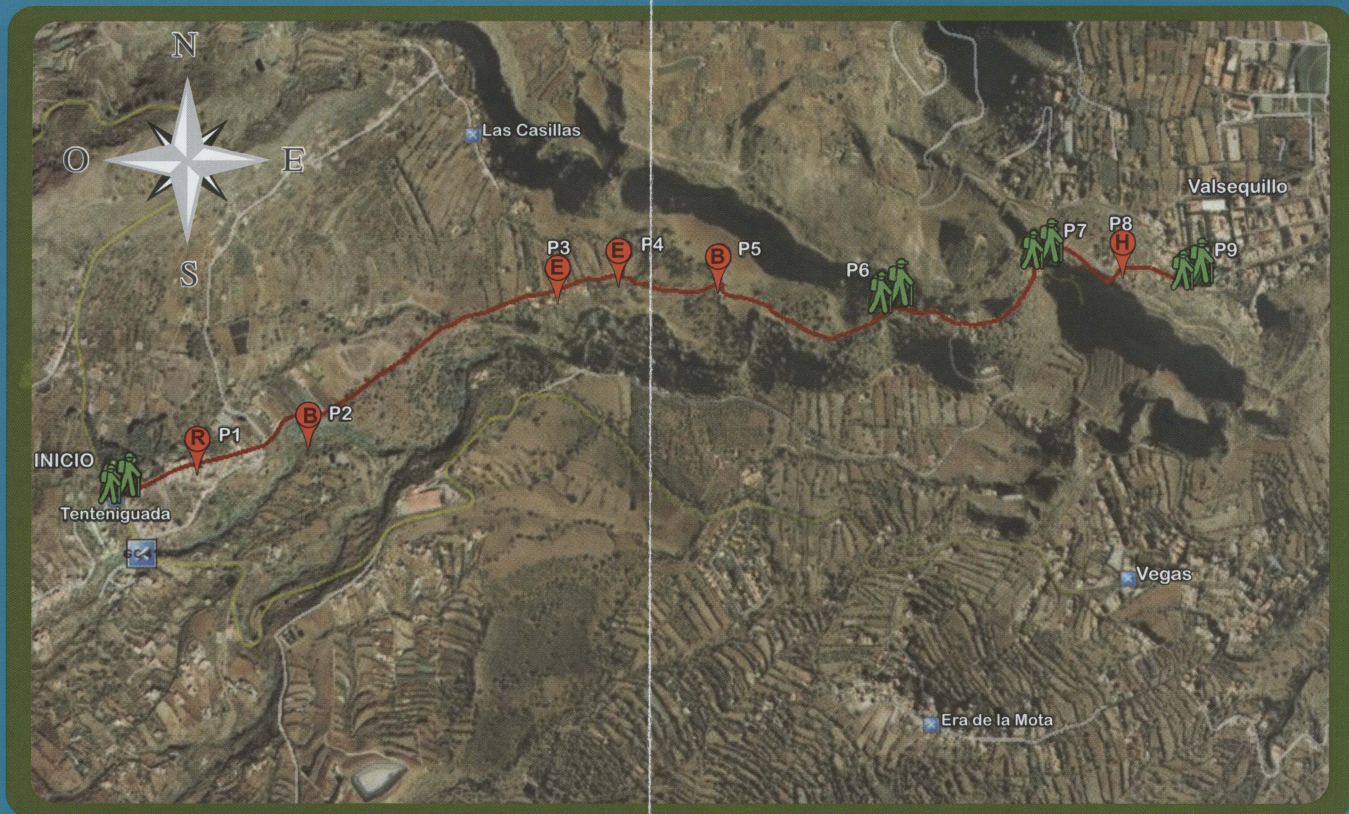 N
O
E
S
Las Casillas
Valsequillo
P3
E
E
P4
B
P5
P6
P7
P8
H
P9
B
P2
R
P1
INICIO
Tenteniguada
Vegas
Era de la Mota